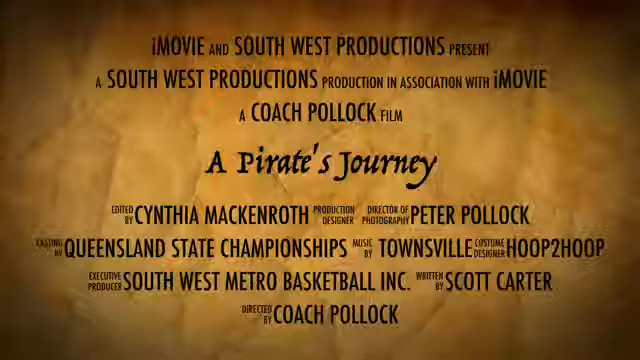 iMOVIE AND SOUTH WEST PRODUCTIONS PRESENT
A SOUTH WEST PRODUCTIONS PRODUCTION IN ASSOCIATION WITH iMOVIE
A COACH POLLOCK FILM
A Pirate's Journey
EDITED BY CYNTHIA MACKENROTH PRODUCTION DESIGNER DIRECTOR OF PHOTOGRAPHY PETER POLLOCK
CASTING BY QUEENSLAND STATE CHAMPIONSHIPS MUSIC BY TOWNSVILLE COSTUME DESIGNER HOOP2HOOP
EXECUTIVE PRODUCER SOUTH WEST METRO BASKETBALL INC. WRITTEN BY SCOTT CARTER
DIRECTED BY COACH POLLOCK